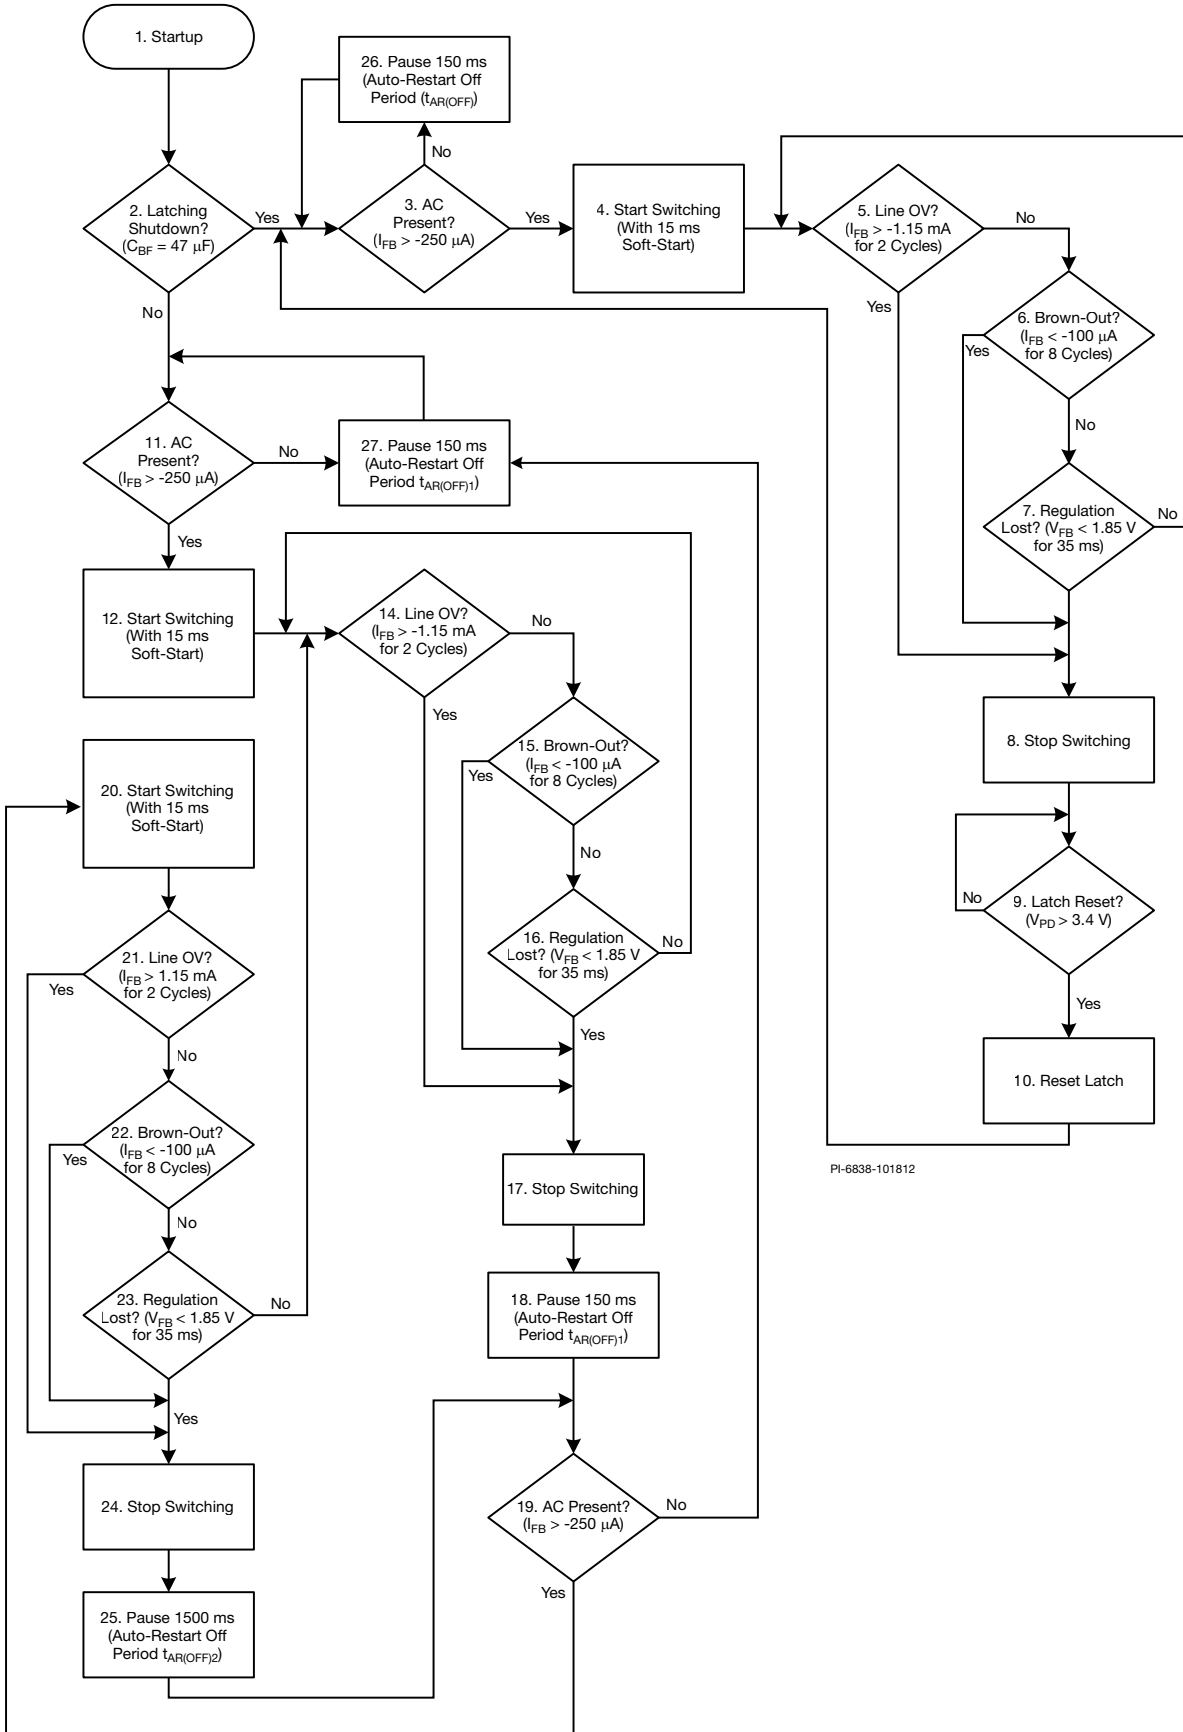 1. Startup
26. Pause 150 ms
(Auto-Restart Off
Period (tAR(OFF))
No
2. Latching
Shutdown?
(CBF = 47 μF)
Yes
3. AC
Present?
(IFB > -250 μA)
Yes
4. Start Switching
(With 15 ms
Soft-Start)
5. Line OV?
(IFB > -1.15 mA
for 2 Cycles)
No
No
Yes
6. Brown-Out?
(IFB < -100 μA
for 8 Cycles)
Yes
No
11. AC
Present?
(IFB > -250 μA)
No
27. Pause 150 ms
(Auto-Restart Off
Period tAR(OFF)1)
7. Regulation
Lost? (VFB < 1.85 V
for 35 ms)
No
Yes
12. Start Switching
(With 15 ms
Soft-Start)
14. Line OV?
(IFB > -1.15 mA
for 2 Cycles)
No
Yes
8. Stop Switching
15. Brown-Out?
(IFB < -100 μA
for 8 Cycles)
Yes
20. Start Switching
(With 15 ms
Soft-Start)
No
9. Latch Reset?
(VPD > 3.4 V)
No
16. Regulation
Lost? (VFB < 1.85 V
for 35 ms)
No
21. Line OV?
(IFB > 1.15 mA
for 2 Cycles)
Yes
Yes
Yes
No
10. Reset Latch
22. Brown-Out?
(IFB < -100 μA
for 8 Cycles)
Yes
PI-6838-101812
17. Stop Switching
No
23. Regulation
Lost? (VFB < 1.85 V
for 35 ms)
No
18. Pause 150 ms
(Auto-Restart Off
Period tAR(OFF)1)
Yes
24. Stop Switching
19. AC Present?
(IFB > -250 μA)
No
Yes
25. Pause 1500 ms
(Auto-Restart Off
Period tAR(OFF)2)